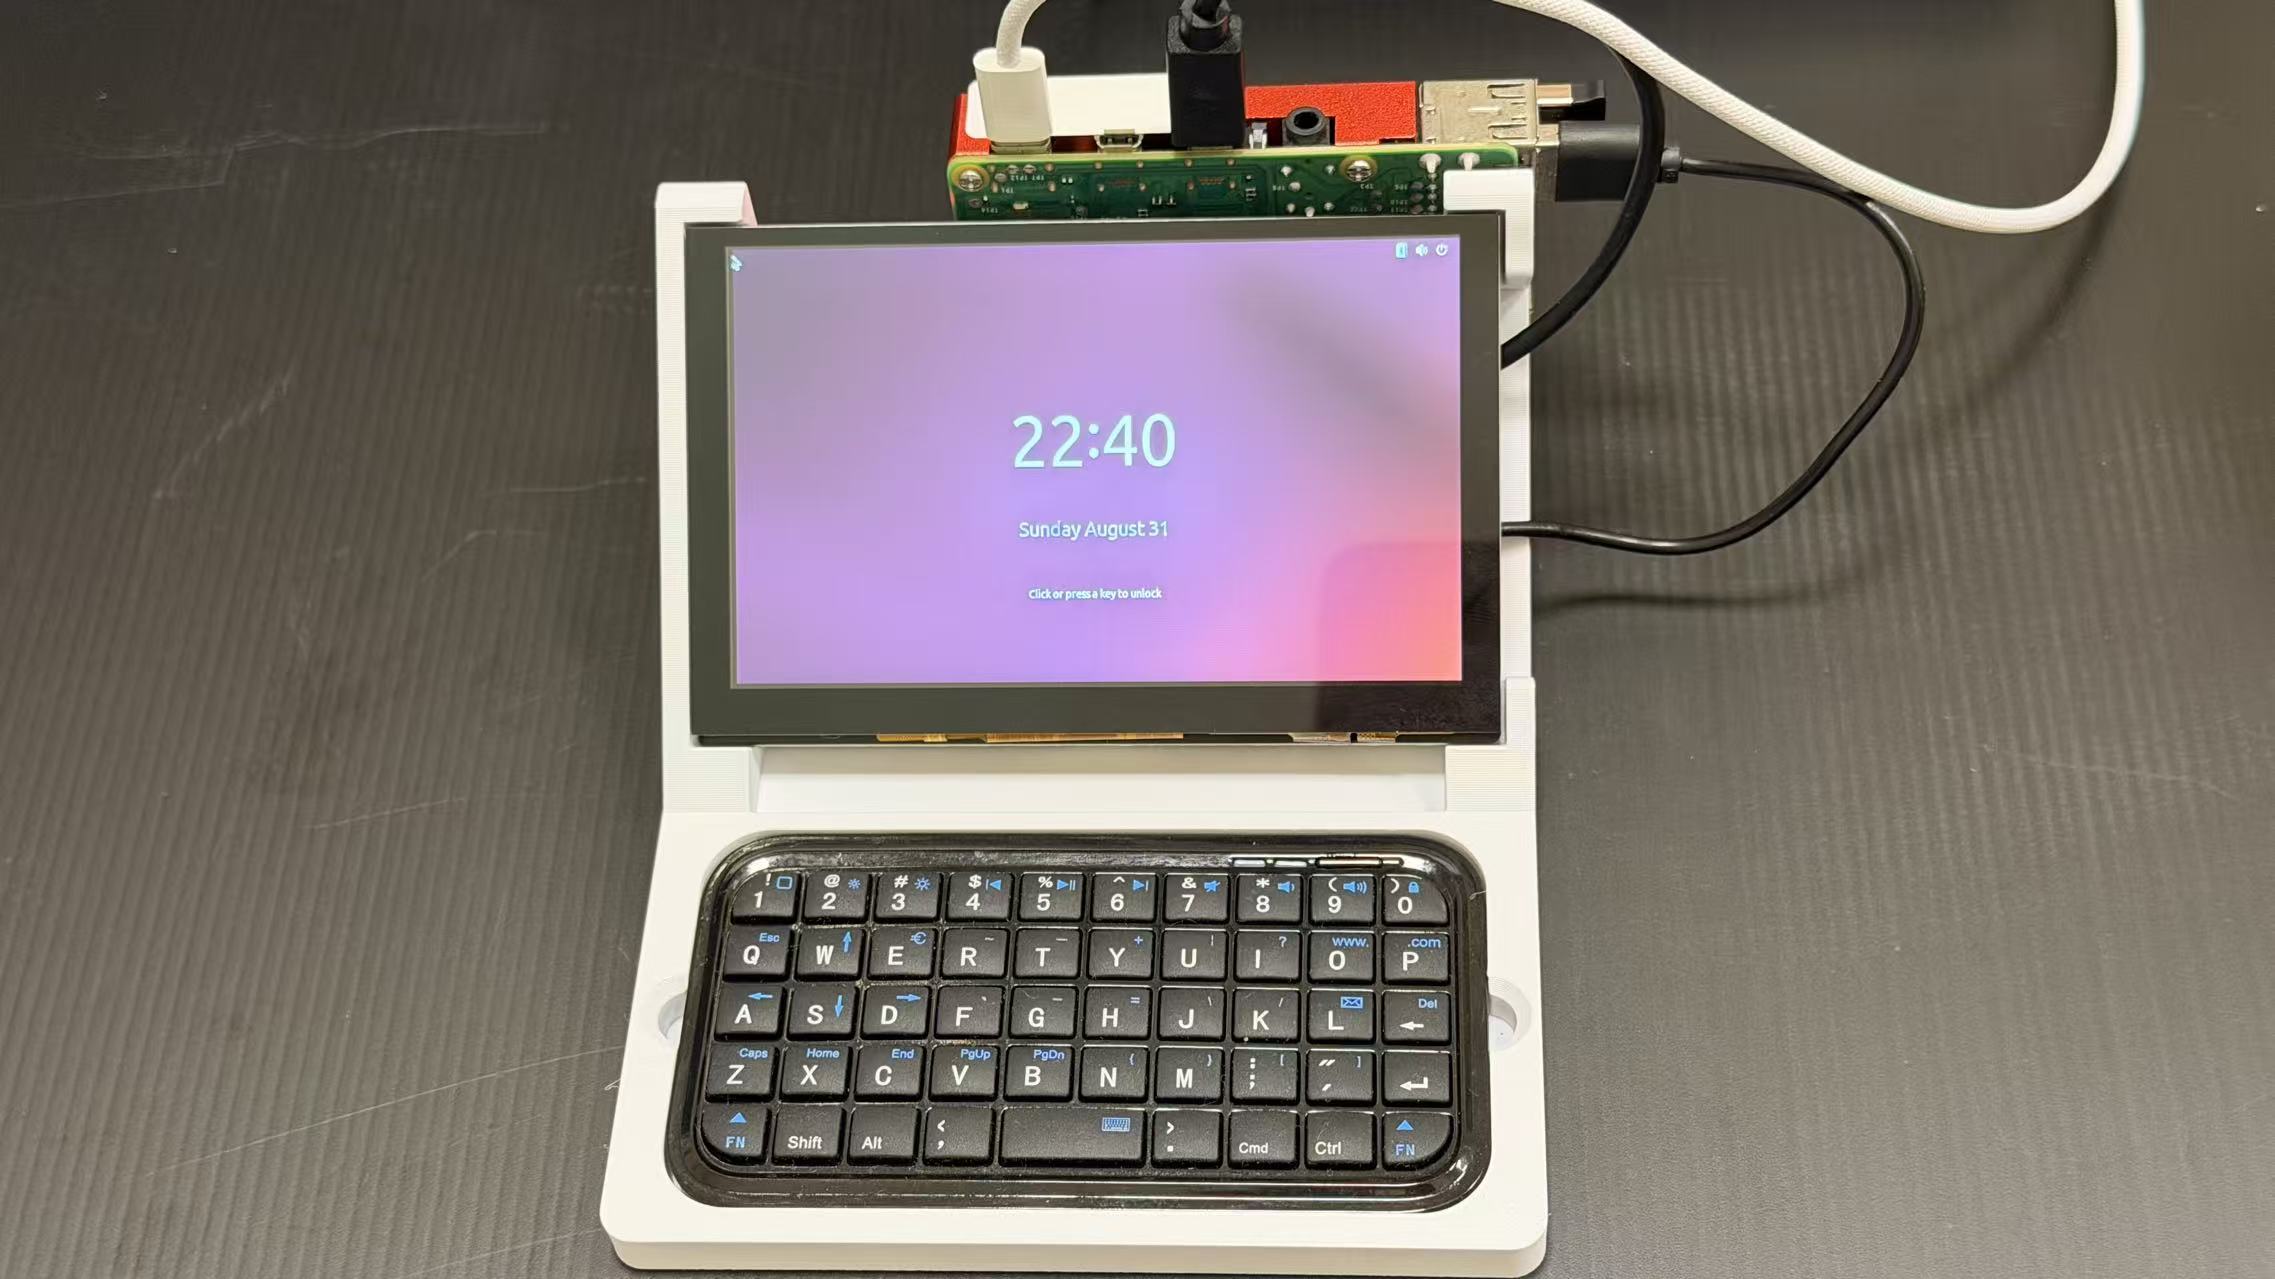 22:40
Sunday August 31
Click or press a key to unlock
! 1 @ 2 # 3 $ 4 % 5 ^ 6 & 7 * 8 ( 9 ) 0
Esc Q W € E ~ R T + Y U ? I www. O .com P
A S D ` F - G = H \ J / K L Del
Caps Z Home X End C PgUp V PgDn B { N } M : ; [ " ' ]
FN Shift Alt < , > . Cmd Ctrl FN